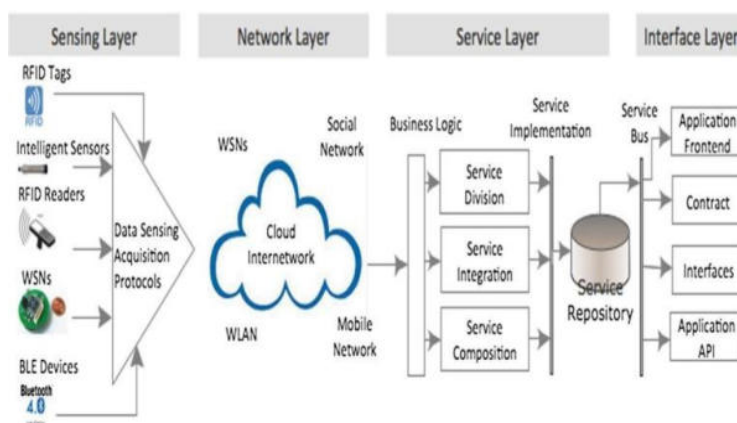 Sensing Layer
Network Layer
Service Layer
Interface Layer
RFID Tags
RFID
Intelligent Sensors
RFID Readers
WSNs
BLE Devices
Bluetooth
4.0
Data Sensing
Acquisition
Protocols
WSNs
Social
Network
Cloud
Internetwork
WLAN
Mobile
Network
Business Logic
Service
Division
Service
Integration
Service
Composition
Service
Implementation
Service
Repository
Service
Bus
Application
Frontend
Contract
Interfaces
Application
API